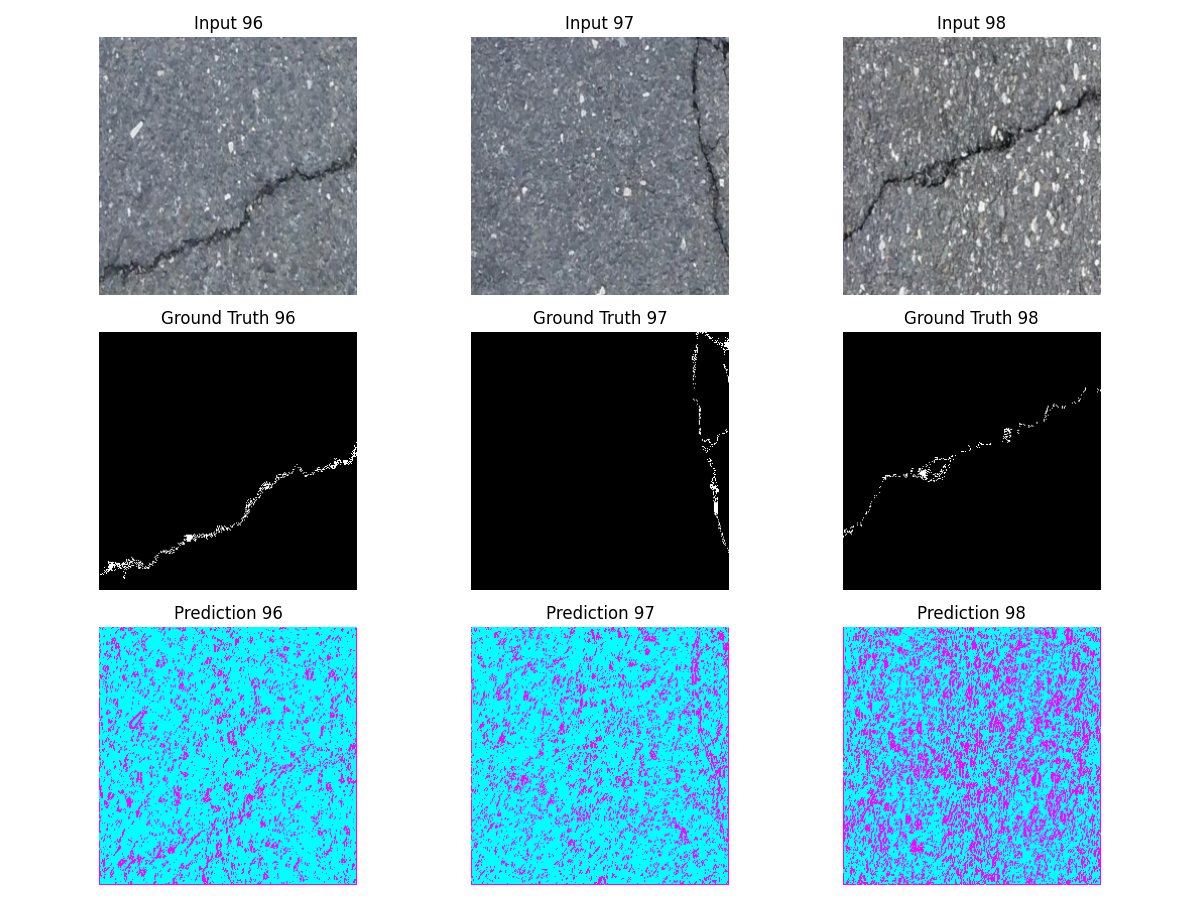 Input 96
Input 97
Input 98
Ground Truth 96
Ground Truth 97
Ground Truth 98
Prediction 96
Prediction 97
Prediction 98